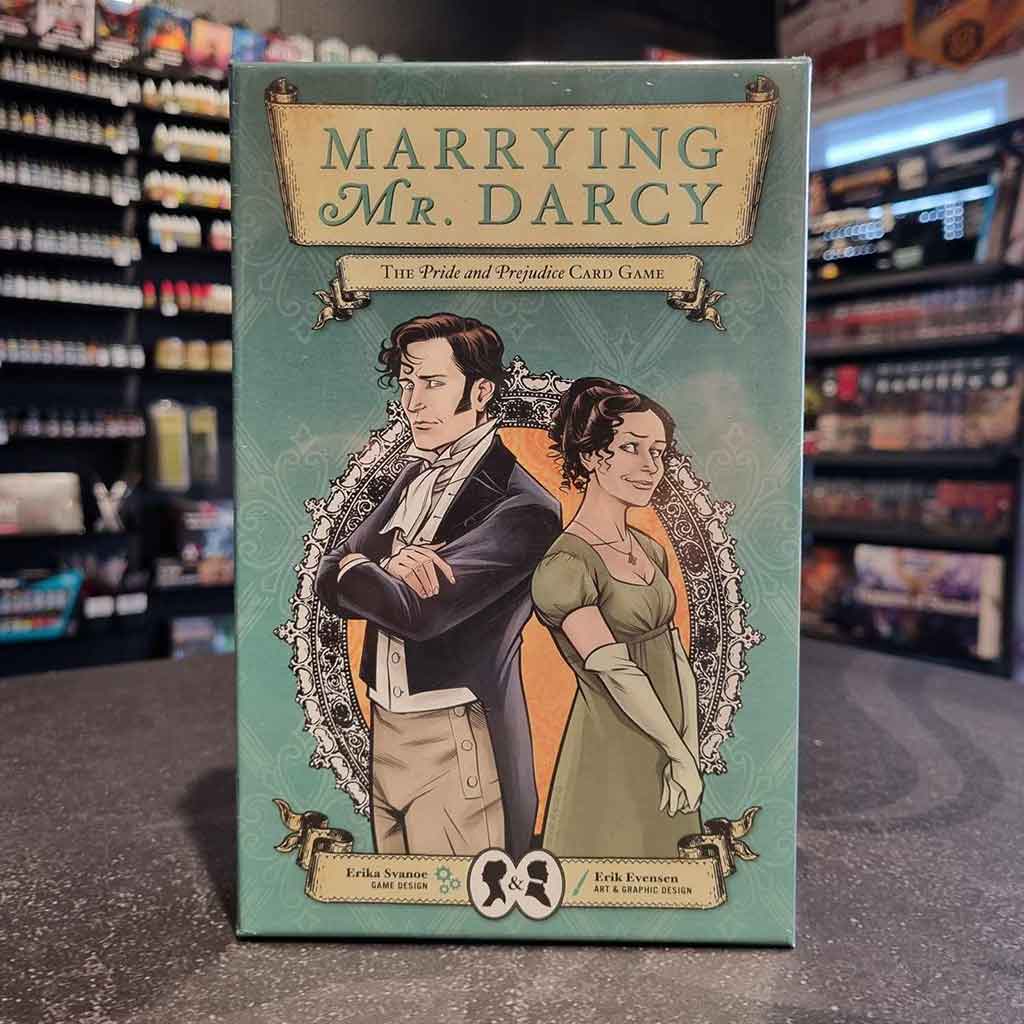 MARRYING
MR. DARCY
THE Pride and Prejudice CARD GAME
Erika Svanoe
GAME DESIGN
&
Erik Evensen
ART & GRAPHIC DESIGN